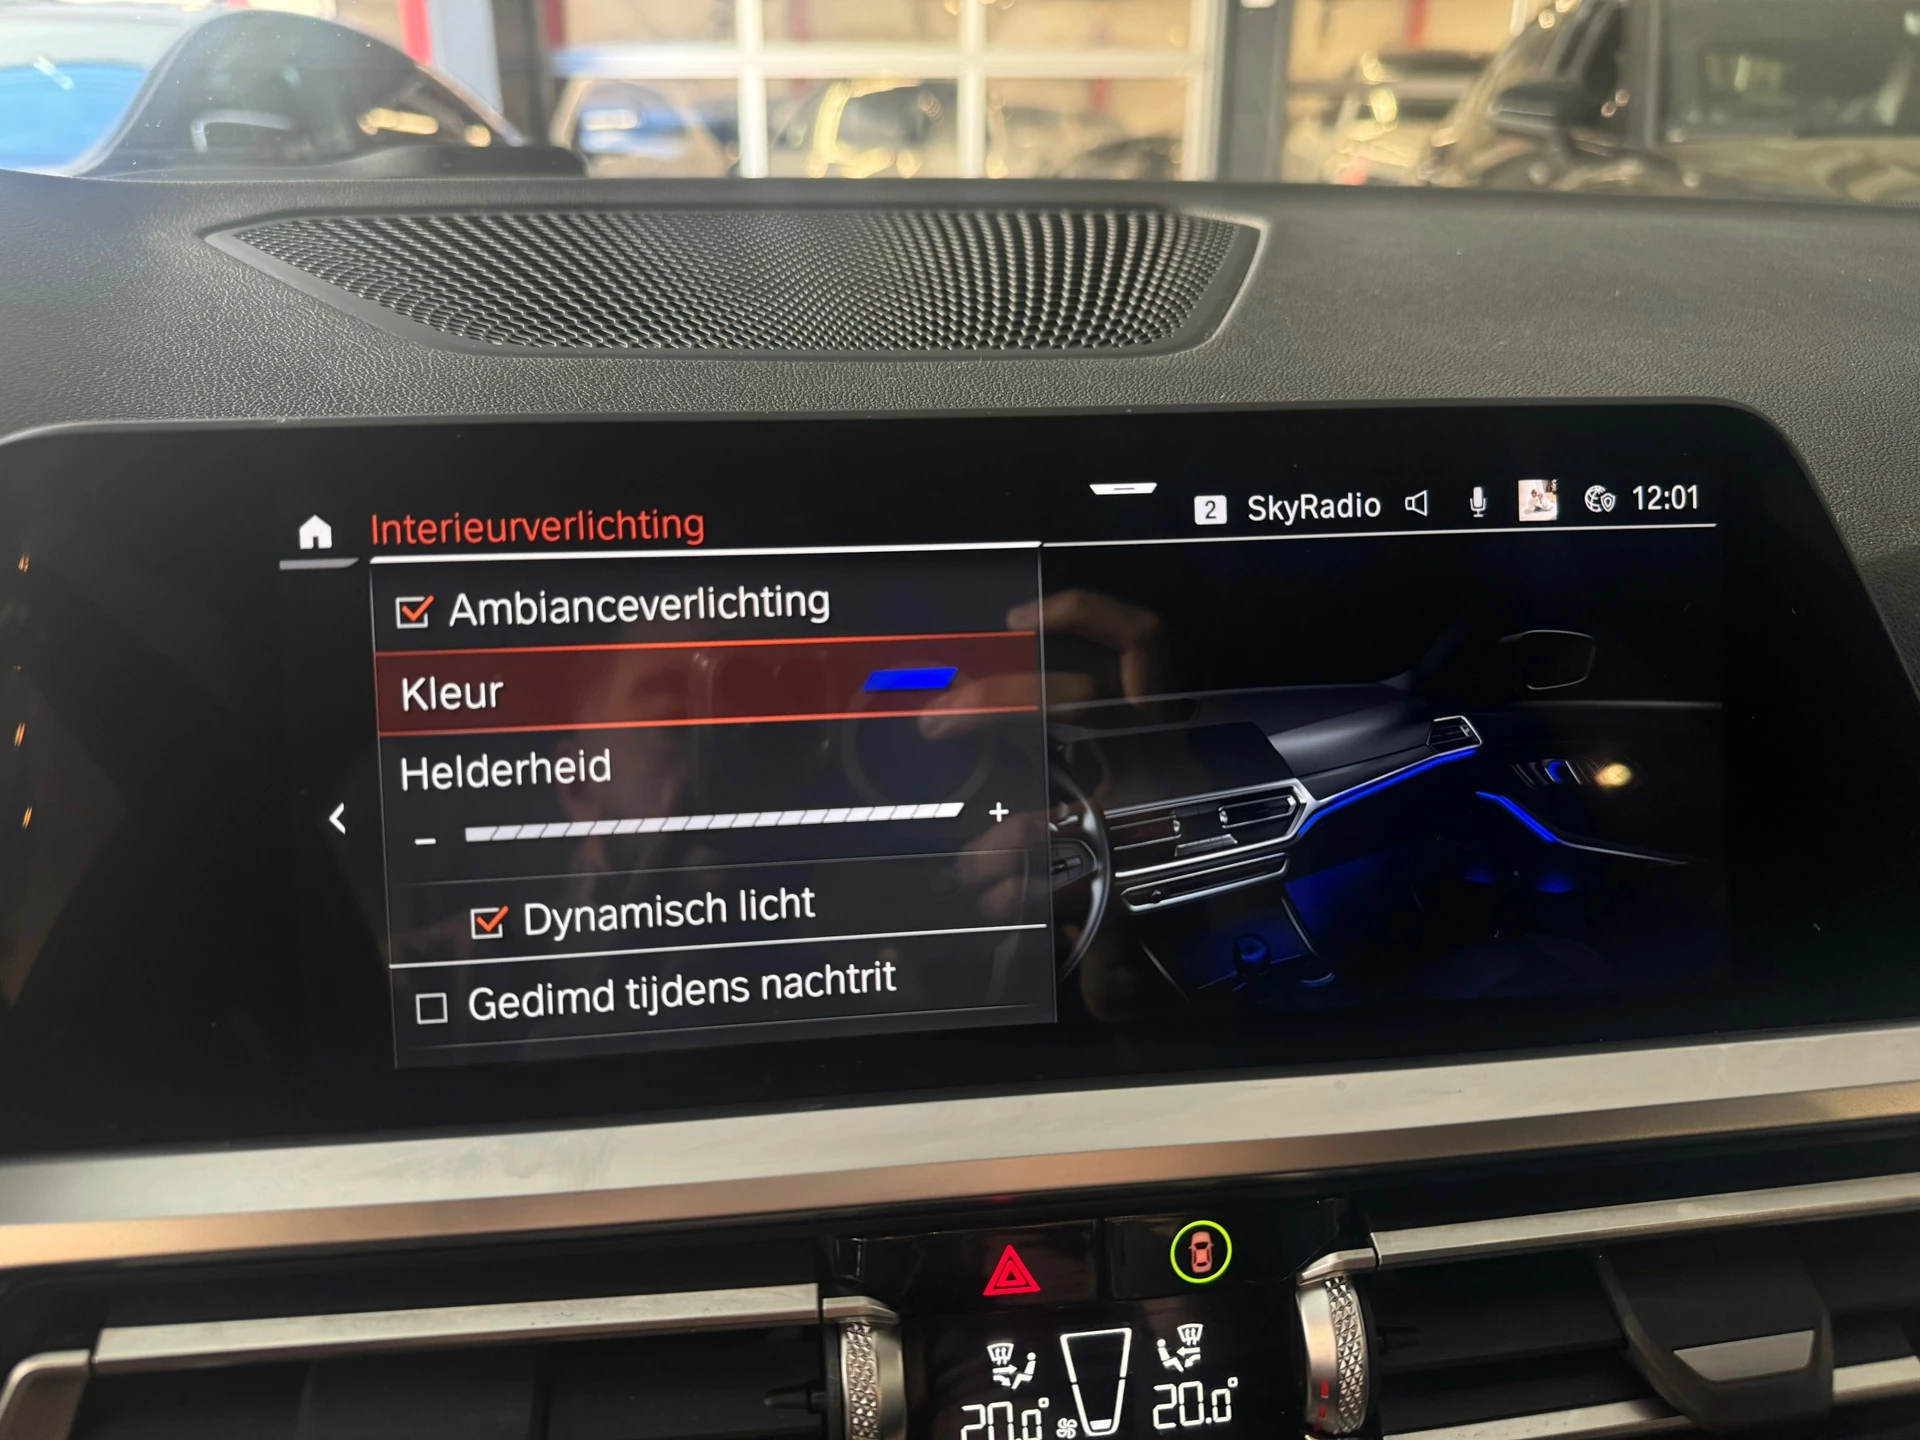 Interieurverlichting
2 SkyRadio 12:01
Ambianceverlichting
Kleur
Helderheid
- +
Dynamisch licht
Gedimd tijdens nachtrit
20.0° 20.0°